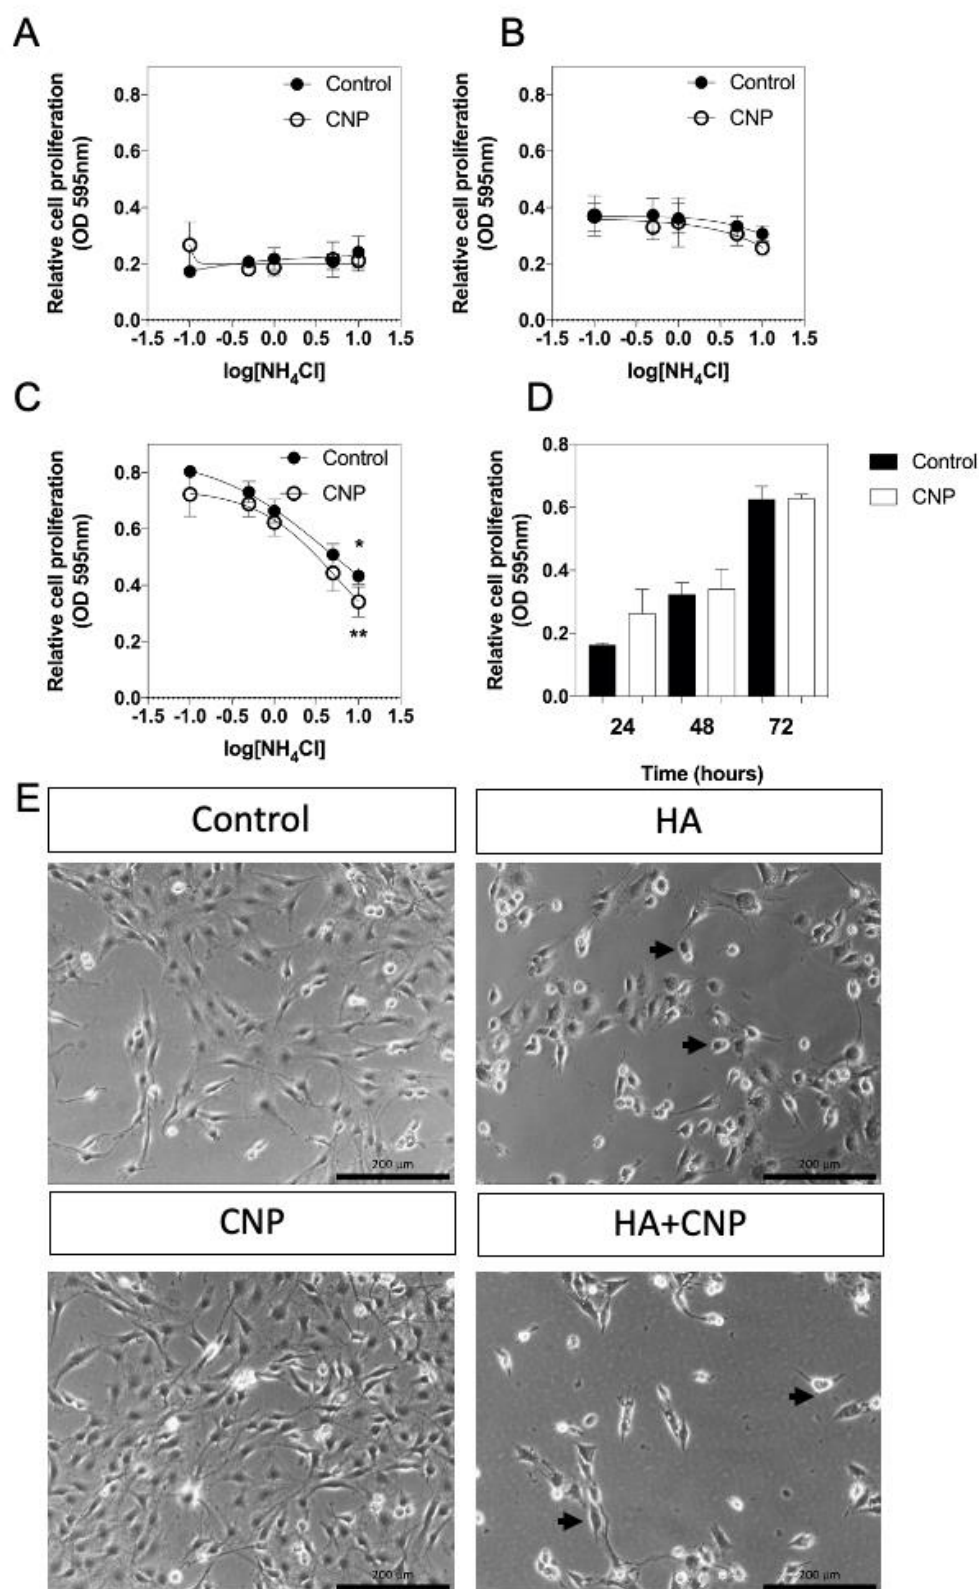 A
Relative cell proliferation
(OD 595nm)
Control
CNP
0.8
0.6
0.4
0.2
0.0
-1.5 -1.0 -0.5 0.0 0.5 1.0 1.5
log[NH₄Cl]
B
Relative cell proliferation
(OD 595nm)
Control
CNP
0.8
0.6
0.4
0.2
0.0
-1.5 -1.0 -0.5 0.0 0.5 1.0 1.5
log[NH₄Cl]
C
Relative cell proliferation
(OD 595nm)
Control
CNP
0.8
0.6
0.4
0.2
0.0
*
**
-1.5 -1.0 -0.5 0.0 0.5 1.0 1.5
log[NH₄Cl]
D
Relative cell proliferation
(OD 595nm)
0.8
0.6
0.4
0.2
0.0
24 48 72
Time (hours)
Control
CNP
E
Control
HA
200 µm
200 µm
CNP
HA+CNP
200 µm
200 µm